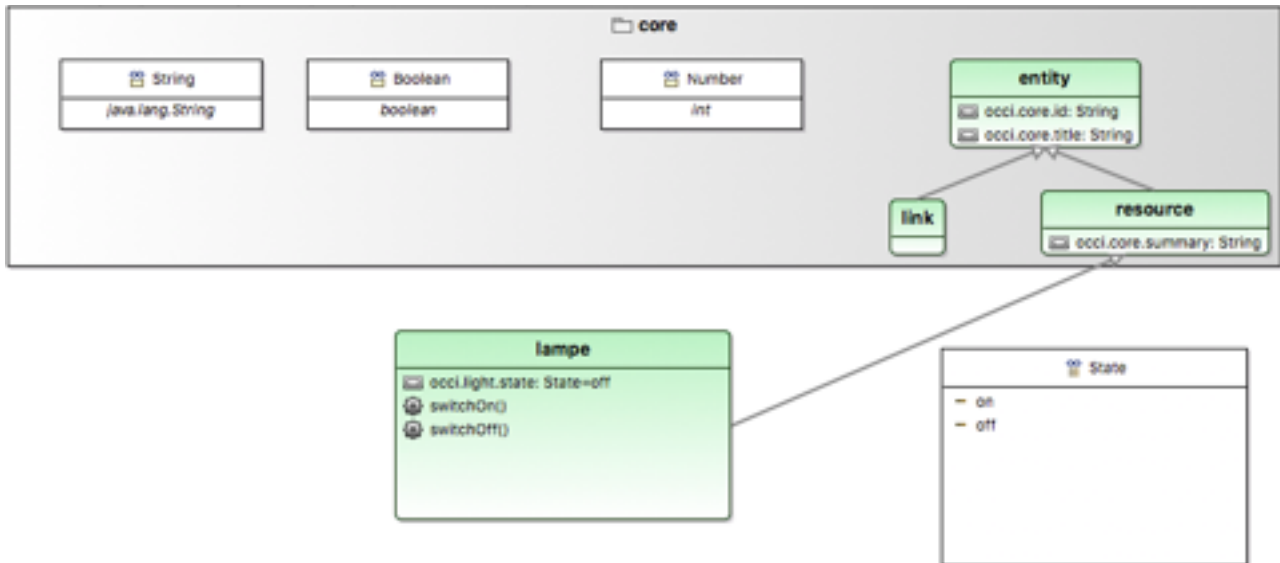 core
String
java.lang.String
Boolean
boolean
Number
int
entity
occi.core.id: String
occi.core.title: String
link
resource
occi.core.summary: String
lampe
occi.light.state: State=off
switchOn()
switchOff()
State
on
off